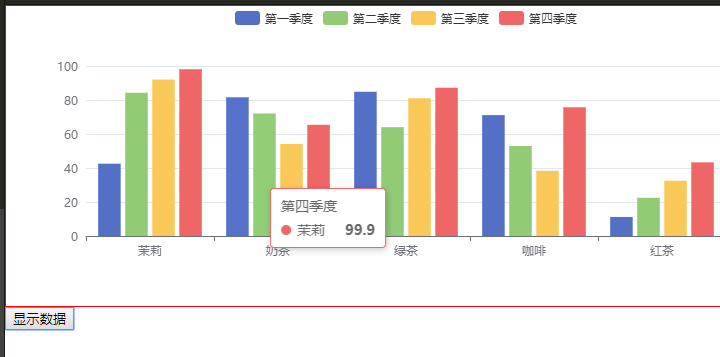 第一季度 第二季度 第三季度 第四季度
100
80
60
40
20
0
第四季度
茉莉 99.9
茉莉 奶茶 绿茶 咖啡 红茶
显示数据